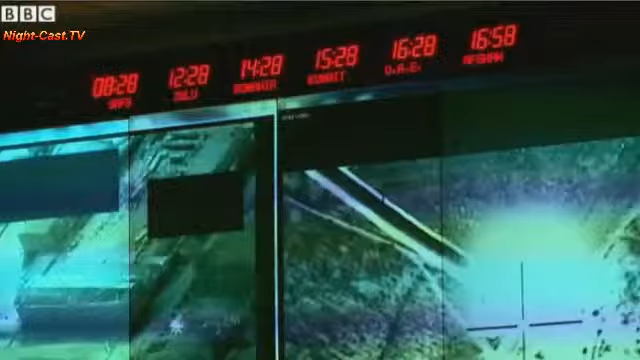 BBC
Night-Cast.TV
08:28 12:28 14:28 15:28 16:28 16:58
ZULU ROMANIA KUWAIT U.A.E. AFGHAN